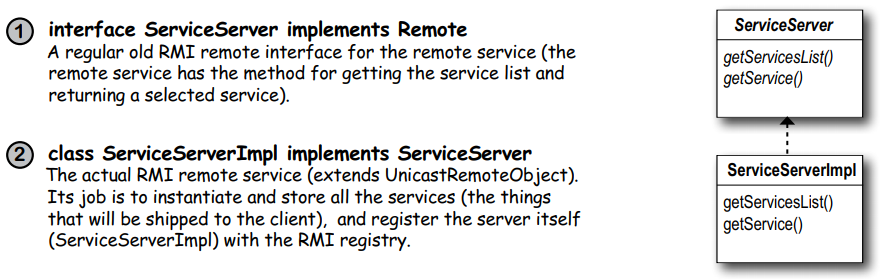 1 interface ServiceServer implements Remote
A regular old RMI remote interface for the remote service (the
remote service has the method for getting the service list and
returning a selected service).
2 class ServiceServerImpl implements ServiceServer
The actual RMI remote service (extends UnicastRemoteObject).
Its job is to instantiate and store all the services (the things
that will be shipped to the client), and register the server itself
(ServiceServerImpl) with the RMI registry.
ServiceServer
getServicesList()
getService()
ServiceServerImpl
getServicesList()
getService()